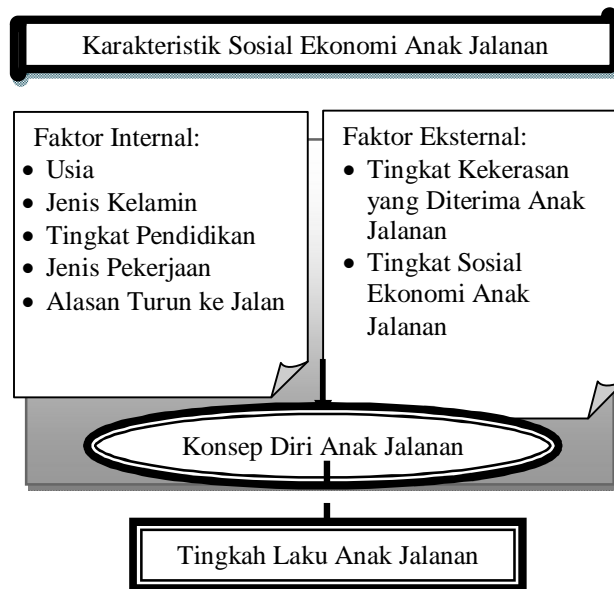 Karakteristik Sosial Ekonomi Anak Jalanan
Faktor Internal:
• Usia
• Jenis Kelamin
• Tingkat Pendidikan
• Jenis Pekerjaan
• Alasan Turun ke Jalan
Faktor Eksternal:
• Tingkat Kekerasan
yang Diterima Anak
Jalanan
• Tingkat Sosial
Ekonomi Anak
Jalanan
Konsep Diri Anak Jalanan
Tingkah Laku Anak Jalanan